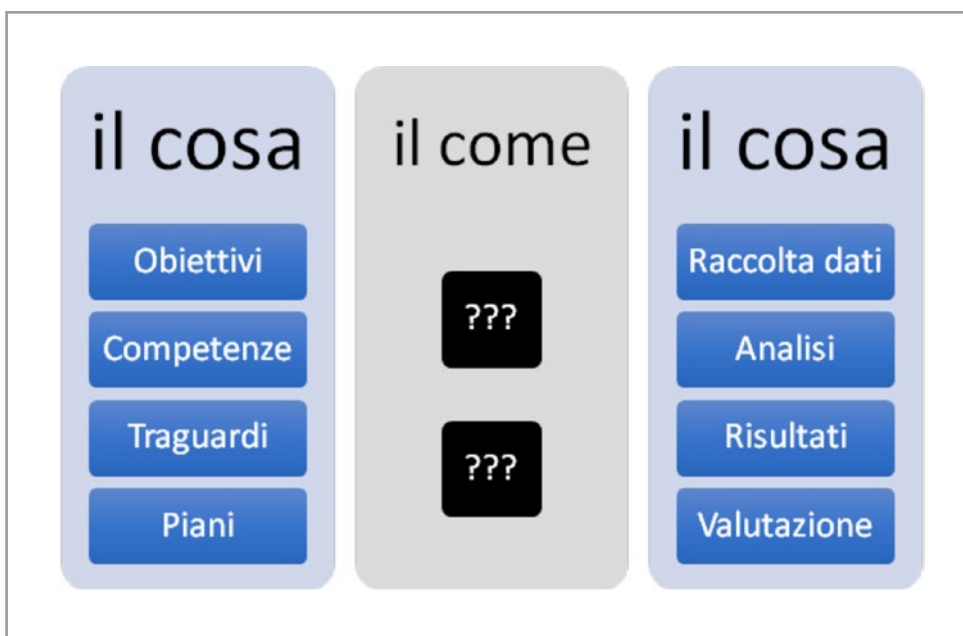 il cosa
Obiettivi
Competenze
Traguardi
Piani
il come
???
???
il cosa
Raccolta dati
Analisi
Risultati
Valutazione